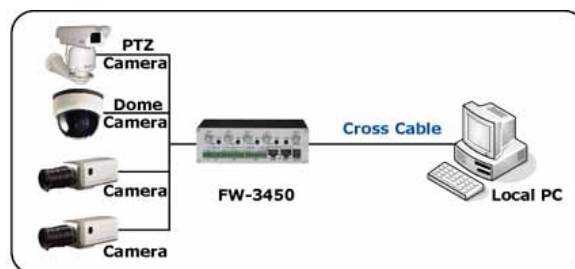 PTZ
Camera
Dome
Camera
Camera
Camera
FW-3450
Cross Cable
Local PC